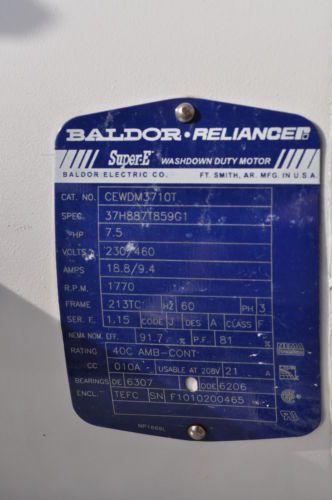 BALDOR • RELIANCE
Super-E WASHDOWN DUTY MOTOR
BALDOR ELECTRIC CO. FT. SMITH, AR. MFG. IN U.S.A.
CAT. NO. CEWDM3710T
SPEC. 37H887T859G1
HP 7.5
VOLTS 230/460
AMPS 18.8/9.4
R.P.M. 1770
FRAME 213TC HZ 60 PH 3
SER. F. 1.15 CODE J DES A CLASS F
NEMA NOM. EFF. 91.7 % P.F. 81 %
RATING 40C AMB-CONT
CC 010A USABLE AT 208V 21 A
BEARINGS DE 6307 ODE 6206
ENCL. TEFC SN F1010200465